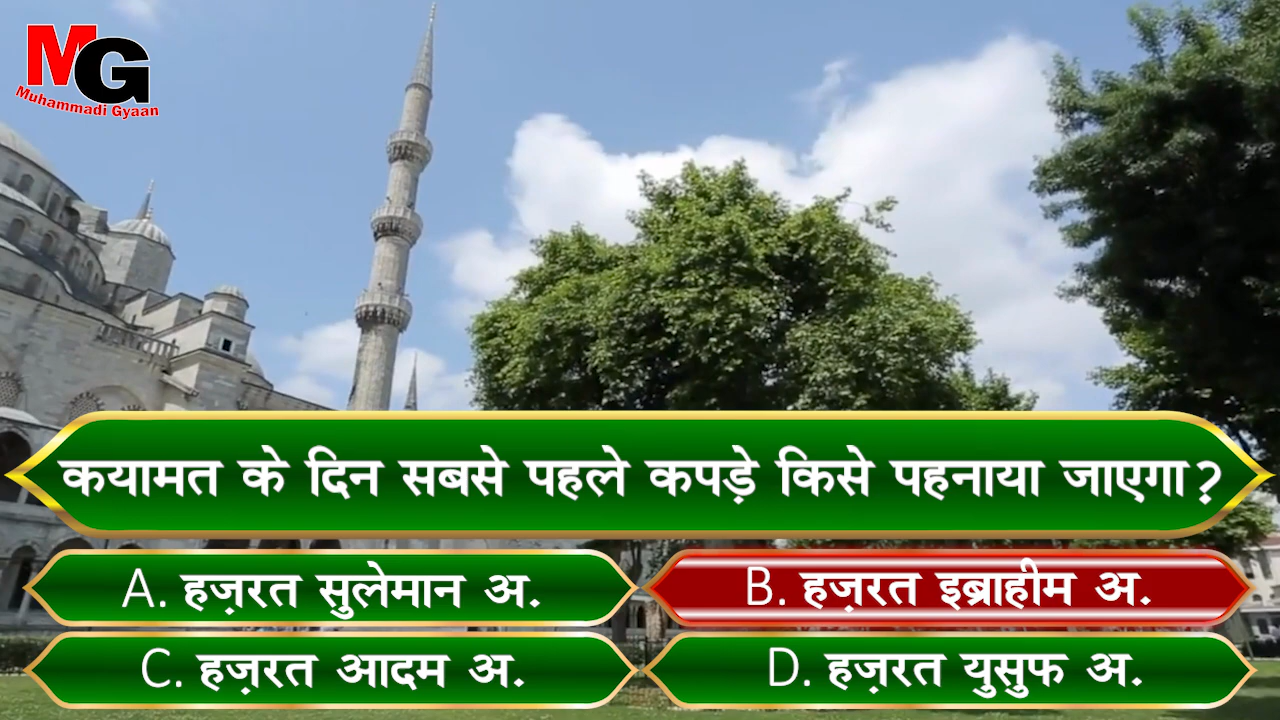 MG
Muhammadi Gyaan
कयामत के दिन सबसे पहले कपड़े किसे पहनाया जाएगा?
A. हज़रत सुलेमान अ.
B. हज़रत इब्राहीम अ.
C. हज़रत आदम अ.
D. हज़रत युसुफ अ.